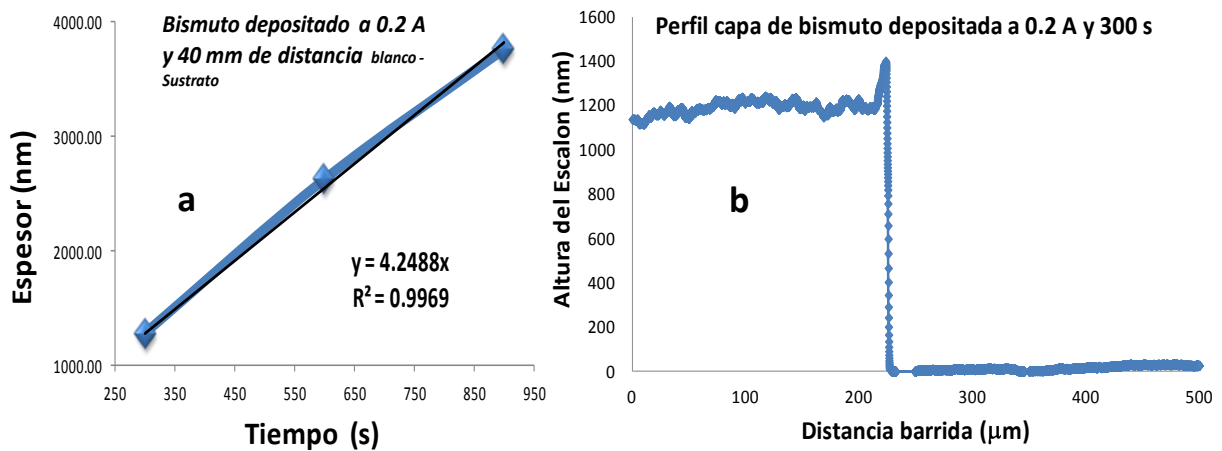 Bismuto depositado a 0.2 A
y 40 mm de distancia blanco -
Sustrato
4000.00
3000.00
2000.00
1000.00
Espesor (nm)
a
y = 4.2488x
R² = 0.9969
250 350 450 550 650 750 850 950
Tiempo (s)
Perfil capa de bismuto depositada a 0.2 A y 300 s
1600
1400
1200
1000
800
600
400
200
0
Altura del Escalon (nm)
b
0 100 200 300 400 500
Distancia barrida (μm)